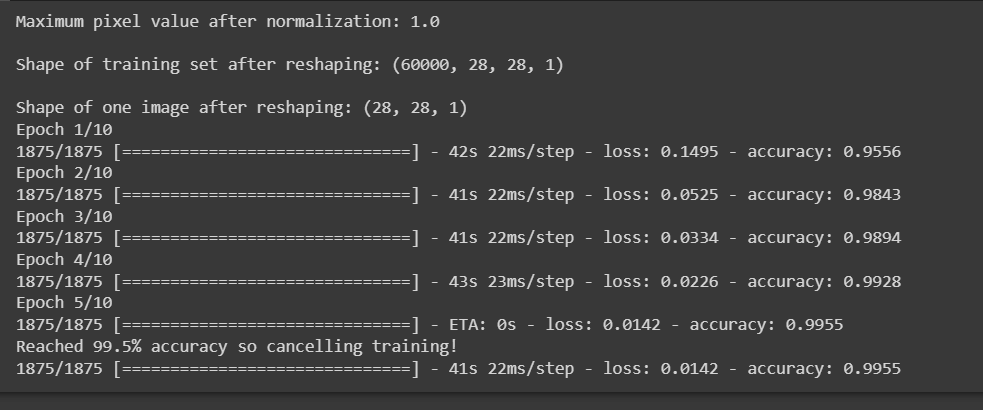 Maximum pixel value after normalization: 1.0
Shape of training set after reshaping: (60000, 28, 28, 1)
Shape of one image after reshaping: (28, 28, 1)
Epoch 1/10
1875/1875 [==============================] - 42s 22ms/step - loss: 0.1495 - accuracy: 0.9556
Epoch 2/10
1875/1875 [==============================] - 41s 22ms/step - loss: 0.0525 - accuracy: 0.9843
Epoch 3/10
1875/1875 [==============================] - 41s 22ms/step - loss: 0.0334 - accuracy: 0.9894
Epoch 4/10
1875/1875 [==============================] - 43s 23ms/step - loss: 0.0226 - accuracy: 0.9928
Epoch 5/10
1875/1875 [==============================] - ETA: 0s - loss: 0.0142 - accuracy: 0.9955
Reached 99.5% accuracy so cancelling training!
1875/1875 [==============================] - 41s 22ms/step - loss: 0.0142 - accuracy: 0.9955